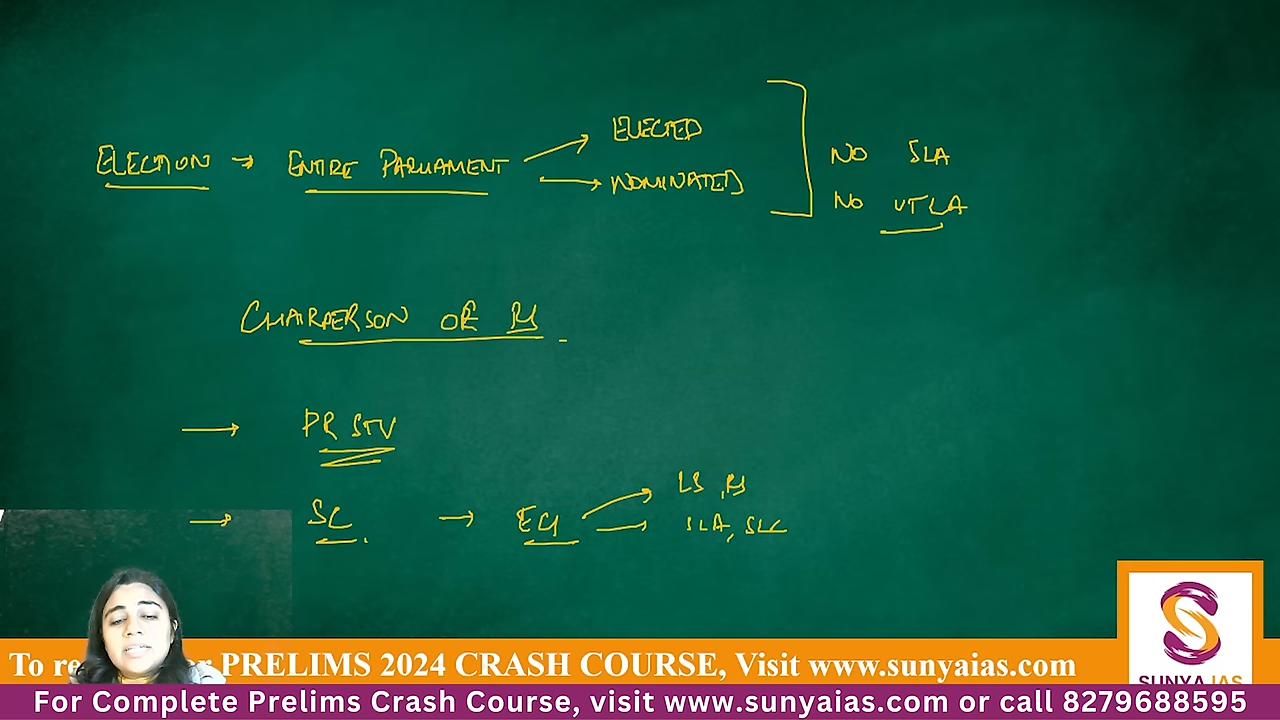 ELECTION → ENTIRE PARLIAMENT → ELECTED
→ NOMINATED
NO SLA
NO UTLA
CHAIRPERSON OF RS
→ PR STV
→ SC. → → LS, RS
→ SLA, SLC
To re r PRELIMS 2024 CRASH COURSE, Visit www.sunyaias.com
SUNYA IAS
For Complete Prelims Crash Course, visit www.sunyaias.com or call 8279688595